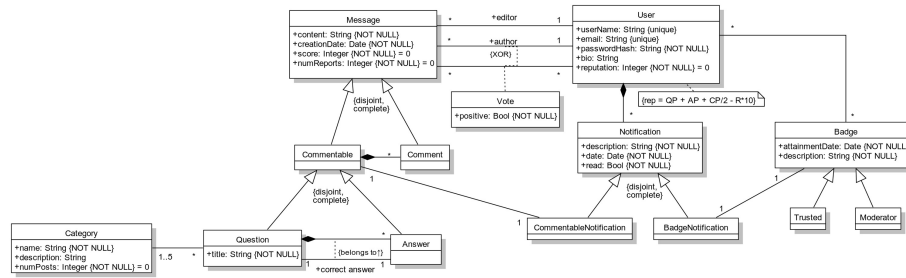 Message
+content: String {NOT NULL}
+creationDate: Date {NOT NULL}
+score: Integer {NOT NULL} = 0
+numReports: Integer {NOT NULL} = 0
* +editor 1
* +author 1
{XOR}
* *
User
+userName: String {unique}
+email: String {unique}
+passwordHash: String {NOT NULL}
+bio: String
+reputation: Integer {NOT NULL} = 0
*
{rep = QP + AP + CP/2 - R*10}
Vote
+positive: Bool {NOT NULL}
{disjoint,
complete}
*
*
Notification
+description: String {NOT NULL}
+date: Date {NOT NULL}
+read: Bool {NOT NULL}
Badge
+attainmentDate: Date {NOT NULL}
+description: String {NOT NULL}
Commentable
*
Comment
1
{disjoint,
complete}
{disjoint,
complete}
1
1
1
CommentableNotification
BadgeNotification
Trusted
Moderator
Category
+name: String {NOT NULL}
+description: String
+numPosts: Integer {NOT NULL} = 0
1..5 *
Question
+title: String {NOT NULL}
*
{belongs to↑}
1 1
+correct answer
Answer